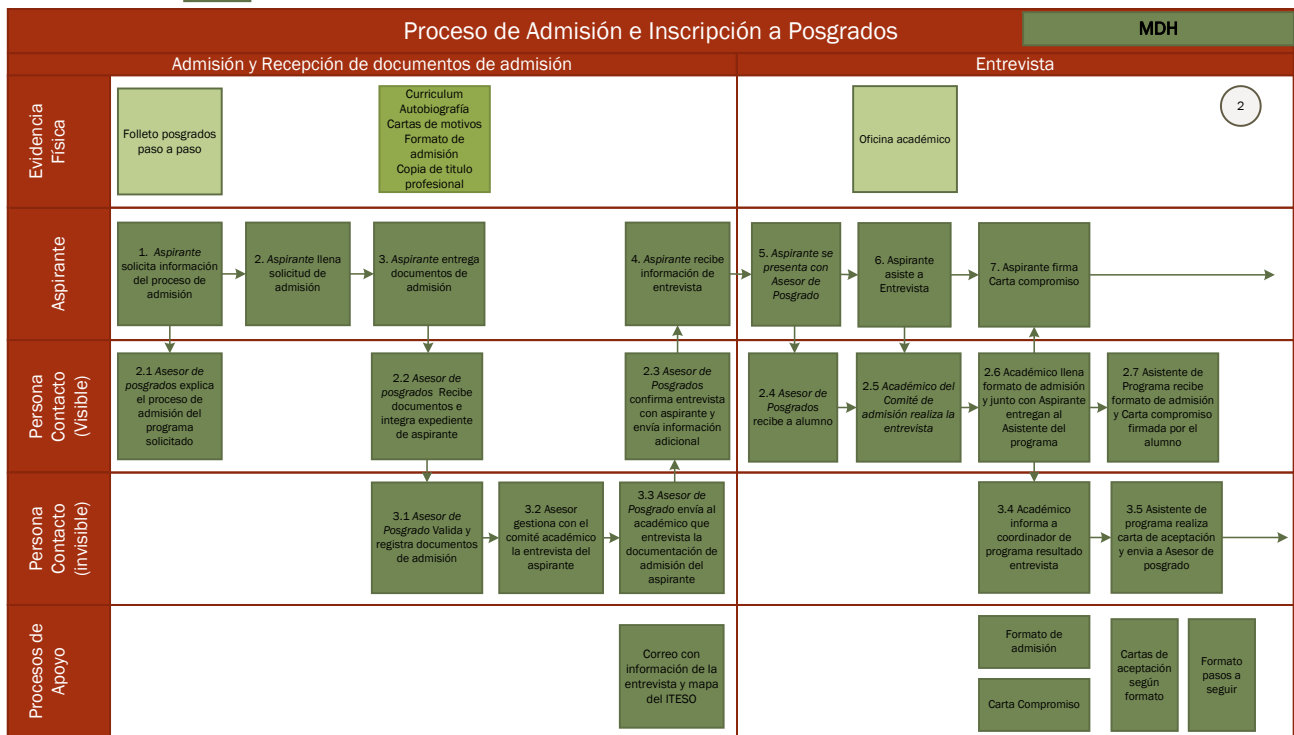 Proceso de Admisión e Inscripción a Posgrados
MDH
Admisión y Recepción de documentos de admisión
Entrevista
Evidencia
Física
Folleto posgrados
paso a paso
Curriculum
Autobiografía
Cartas de motivos
Formato de
admisión
Copia de titulo
profesional
Oficina académico
2
Aspirante
1. Aspirante
solicita información
del proceso de
admisión
2. Aspirante llena
solicitud de
admisión
3. Aspirante entrega
documentos de
admisión
4. Aspirante recibe
información de
entrevista
5. Aspirante se
presenta con
Asesor de
Posgrado
6. Aspirante
asiste a
Entrevista
7. Aspirante firma
Carta compromiso
Persona
Contacto
(Visible)
2.1 Asesor de
posgrados explica
el proceso de
admisión del
programa solicitado
2.2 Asesor de
posgrados Recibe
documentos e
integra expediente
de aspirante
2.3 Asesor de
Posgrados
confirma entrevista
con aspirante y
envía información
adicional
2.4 Asesor de
Posgrados
recibe a alumno
2.5 Académico del
Comité de
admisión realiza la
entrevista
2.6 Académico llena
formato de admisión
y junto con Aspirante
entregan al
Asistente del
programa
2.7 Asistente de
Programa recibe
formato de admisión
y Carta compromiso
firmada por el
alumno
Persona
Contacto
(invisible)
3.1 Asesor de
Posgrado Valida y
registra documentos
de admisión
3.2 Asesor
gestiona con el
comité académico
la entrevista del
aspirante
3.3 Asesor de
Posgrado envía al
académico que
entrevista la
documentación de
admisión del
aspirante
3.4 Académico
informa a
coordinador de
programa resultado
entrevista
3.5 Asistente de
programa realiza
carta de aceptación
y envia a Asesor de
posgrado
Procesos de
Apoyo
Correo con
información de la
entrevista y mapa
del ITESO
Formato de
admisión
Carta Compromiso
Cartas de
aceptación
según
formato
Formato
pasos a
seguir